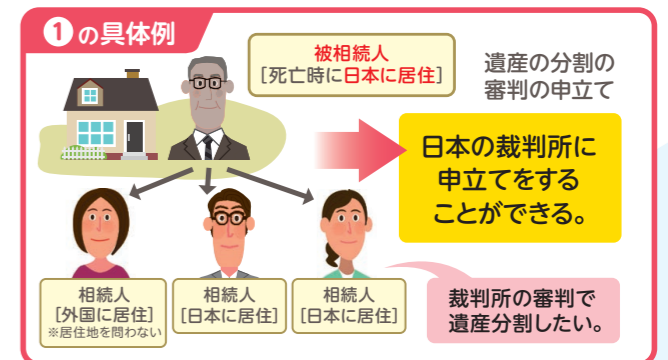 ❶の具体例
被相続人
[死亡時に日本に居住]
遺産の分割の
審判の申立て
日本の裁判所に
申立てをする
ことができる。
相続人
[外国に居住]
※居住地を問わない
相続人
[日本に居住]
相続人
[日本に居住]
裁判所の審判で
遺産分割したい。